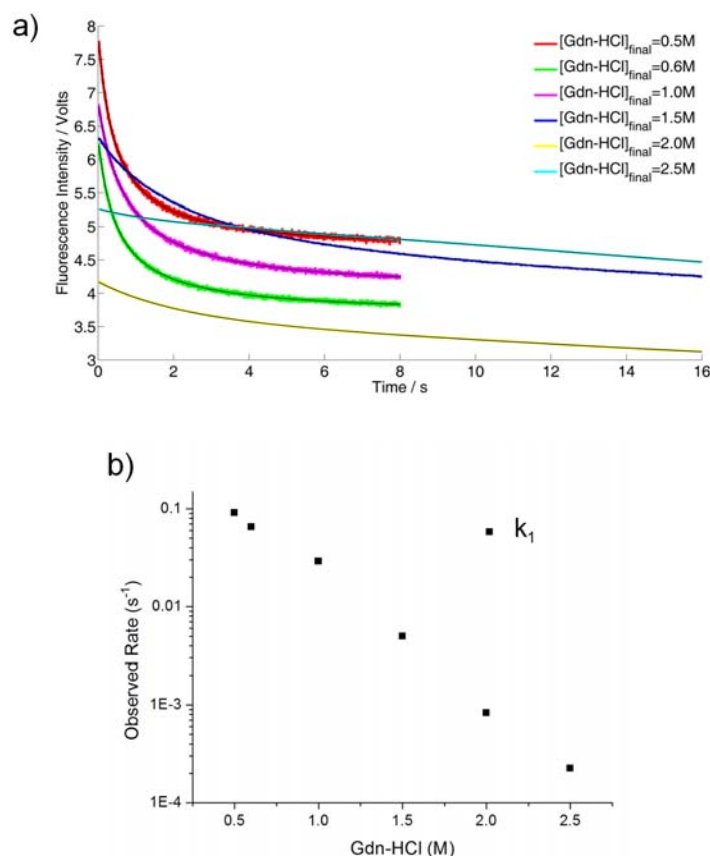 a)
8
7.5
7
6.5
6
5.5
5
4.5
4
3.5
3
Fluorescence Intensity / Volts
0 2 4 6 8 10 12 14 16
Time / s
[Gdn-HCl]final=0.5M
[Gdn-HCl]final=0.6M
[Gdn-HCl]final=1.0M
[Gdn-HCl]final=1.5M
[Gdn-HCl]final=2.0M
[Gdn-HCl]final=2.5M
b)
0.1
0.01
1E-3
1E-4
Observed Rate (s⁻¹)
k₁
0.5 1.0 1.5 2.0 2.5
Gdn-HCl (M)